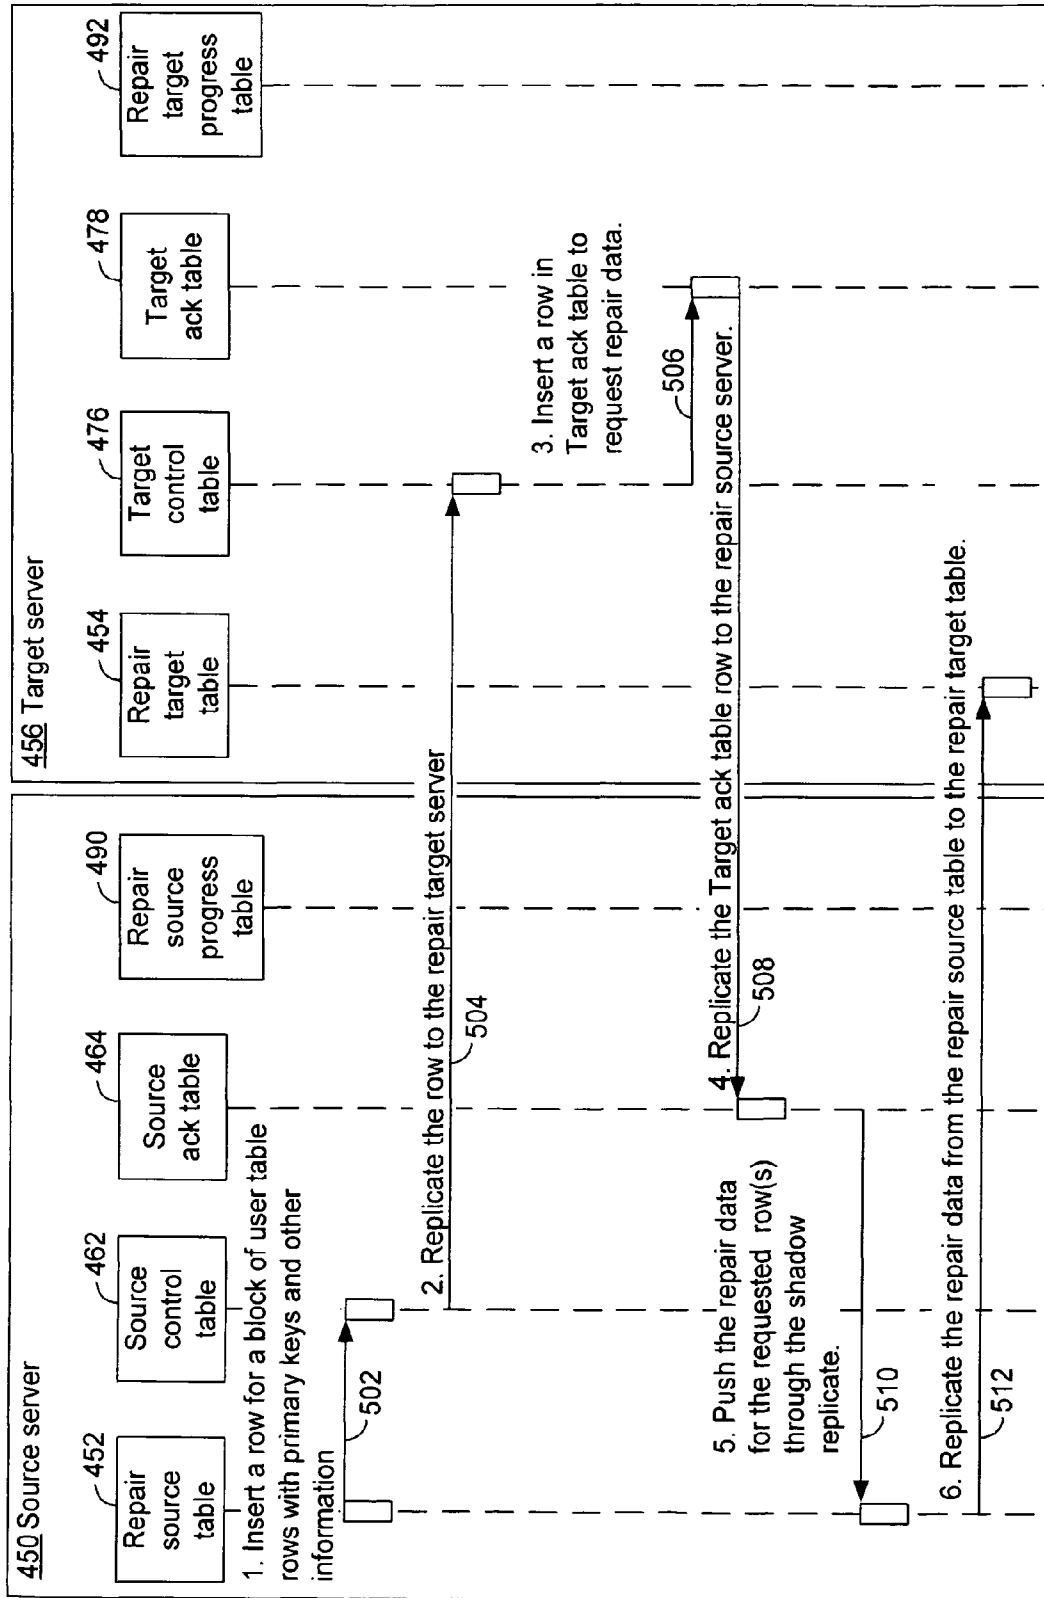 450 Source server
452
Repair
source
table
462
Source
control
table
464
Source
ack table
490
Repair
source
progress
table
456 Target server
454
Repair
target
table
476
Target
control
table
478
Target
ack table
492
Repair
target
progress
table
1. Insert a row for a block of user table
rows with primary keys and other
information
502
2. Replicate the row to the repair target server
504
3. Insert a row in
Target ack table to
request repair data.
506
4. Replicate the Target ack table row to the repair source server.
508
5. Push the repair data
for the requested row(s)
through the shadow
replicate.
510
6. Replicate the repair data from the repair source table to the repair target table.
512